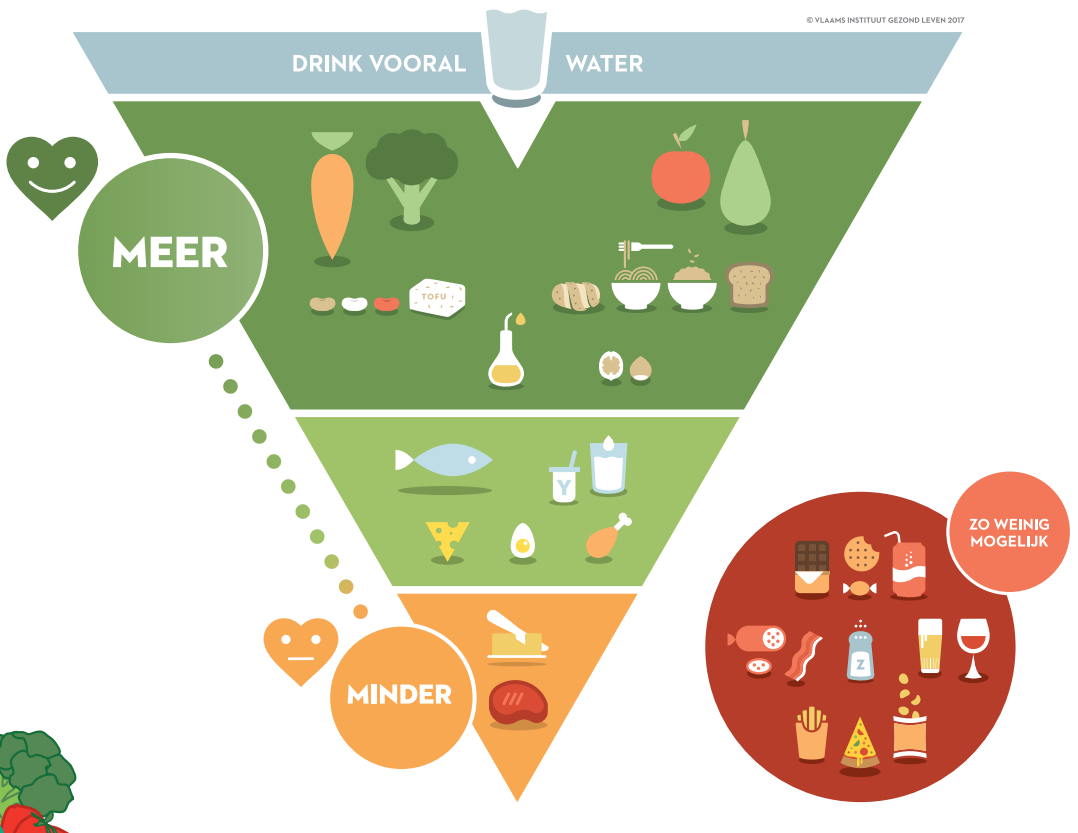 © VLAAMS INSTITUUT GEZOND LEVEN 2017
DRINK VOORAL WATER
MEER
TOFU
Y
ZO WEINIG
MOGELIJK
Z
MINDER